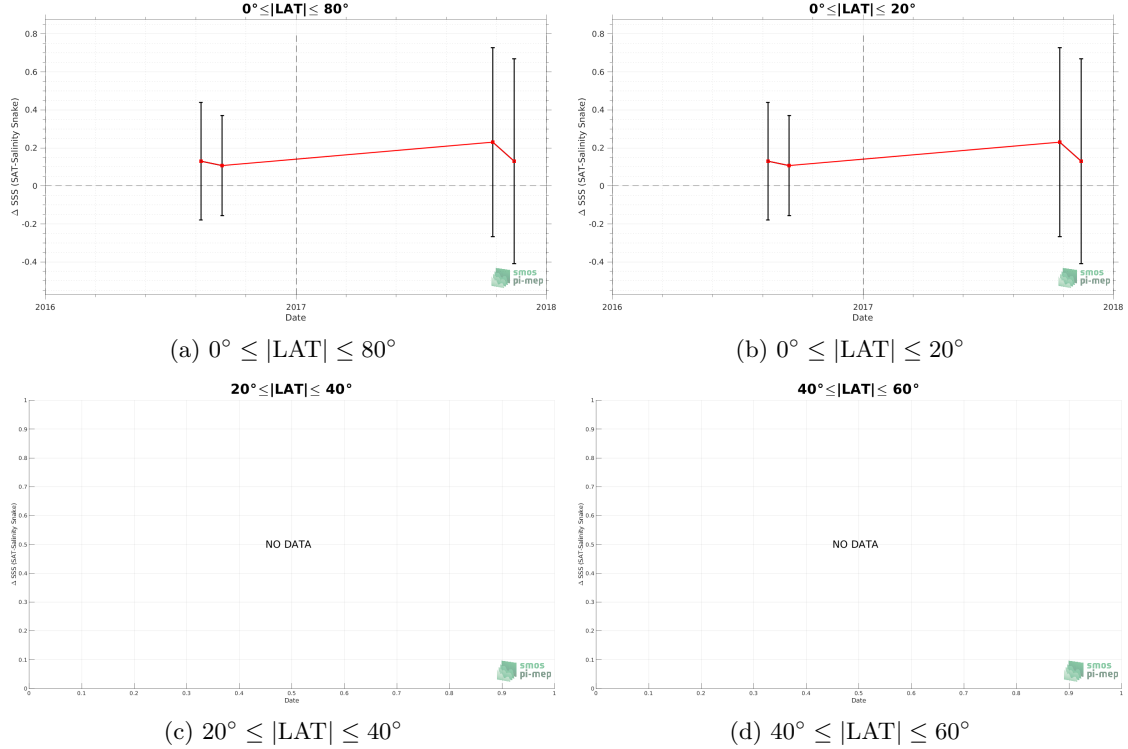 0°≤|LAT|≤ 80°
0.8
0.6
0.4
0.2
0
-0.2
-0.4
Δ SSS (SAT-Salinity Snake)
2016
2017
2018
Date
smos
pi-mep
(a) 0° ≤ |LAT| ≤ 80°
0°≤|LAT|≤ 20°
0.8
0.6
0.4
0.2
0
-0.2
-0.4
Δ SSS (SAT-Salinity Snake)
2016
2017
2018
Date
smos
pi-mep
(b) 0° ≤ |LAT| ≤ 20°
20°≤|LAT|≤ 40°
1
0.9
0.8
0.7
0.6
0.5
0.4
0.3
0.2
0.1
0
Δ SSS (SAT-Salinity Snake)
NO DATA
0 0.1 0.2 0.3 0.4 0.5 0.6 0.7 0.8 0.9 1
Date
smos
pi-mep
(c) 20° ≤ |LAT| ≤ 40°
40°≤|LAT|≤ 60°
1
0.9
0.8
0.7
0.6
0.5
0.4
0.3
0.2
0.1
0
Δ SSS (SAT-Salinity Snake)
NO DATA
0 0.1 0.2 0.3 0.4 0.5 0.6 0.7 0.8 0.9 1
Date
smos
pi-mep
(d) 40° ≤ |LAT| ≤ 60°